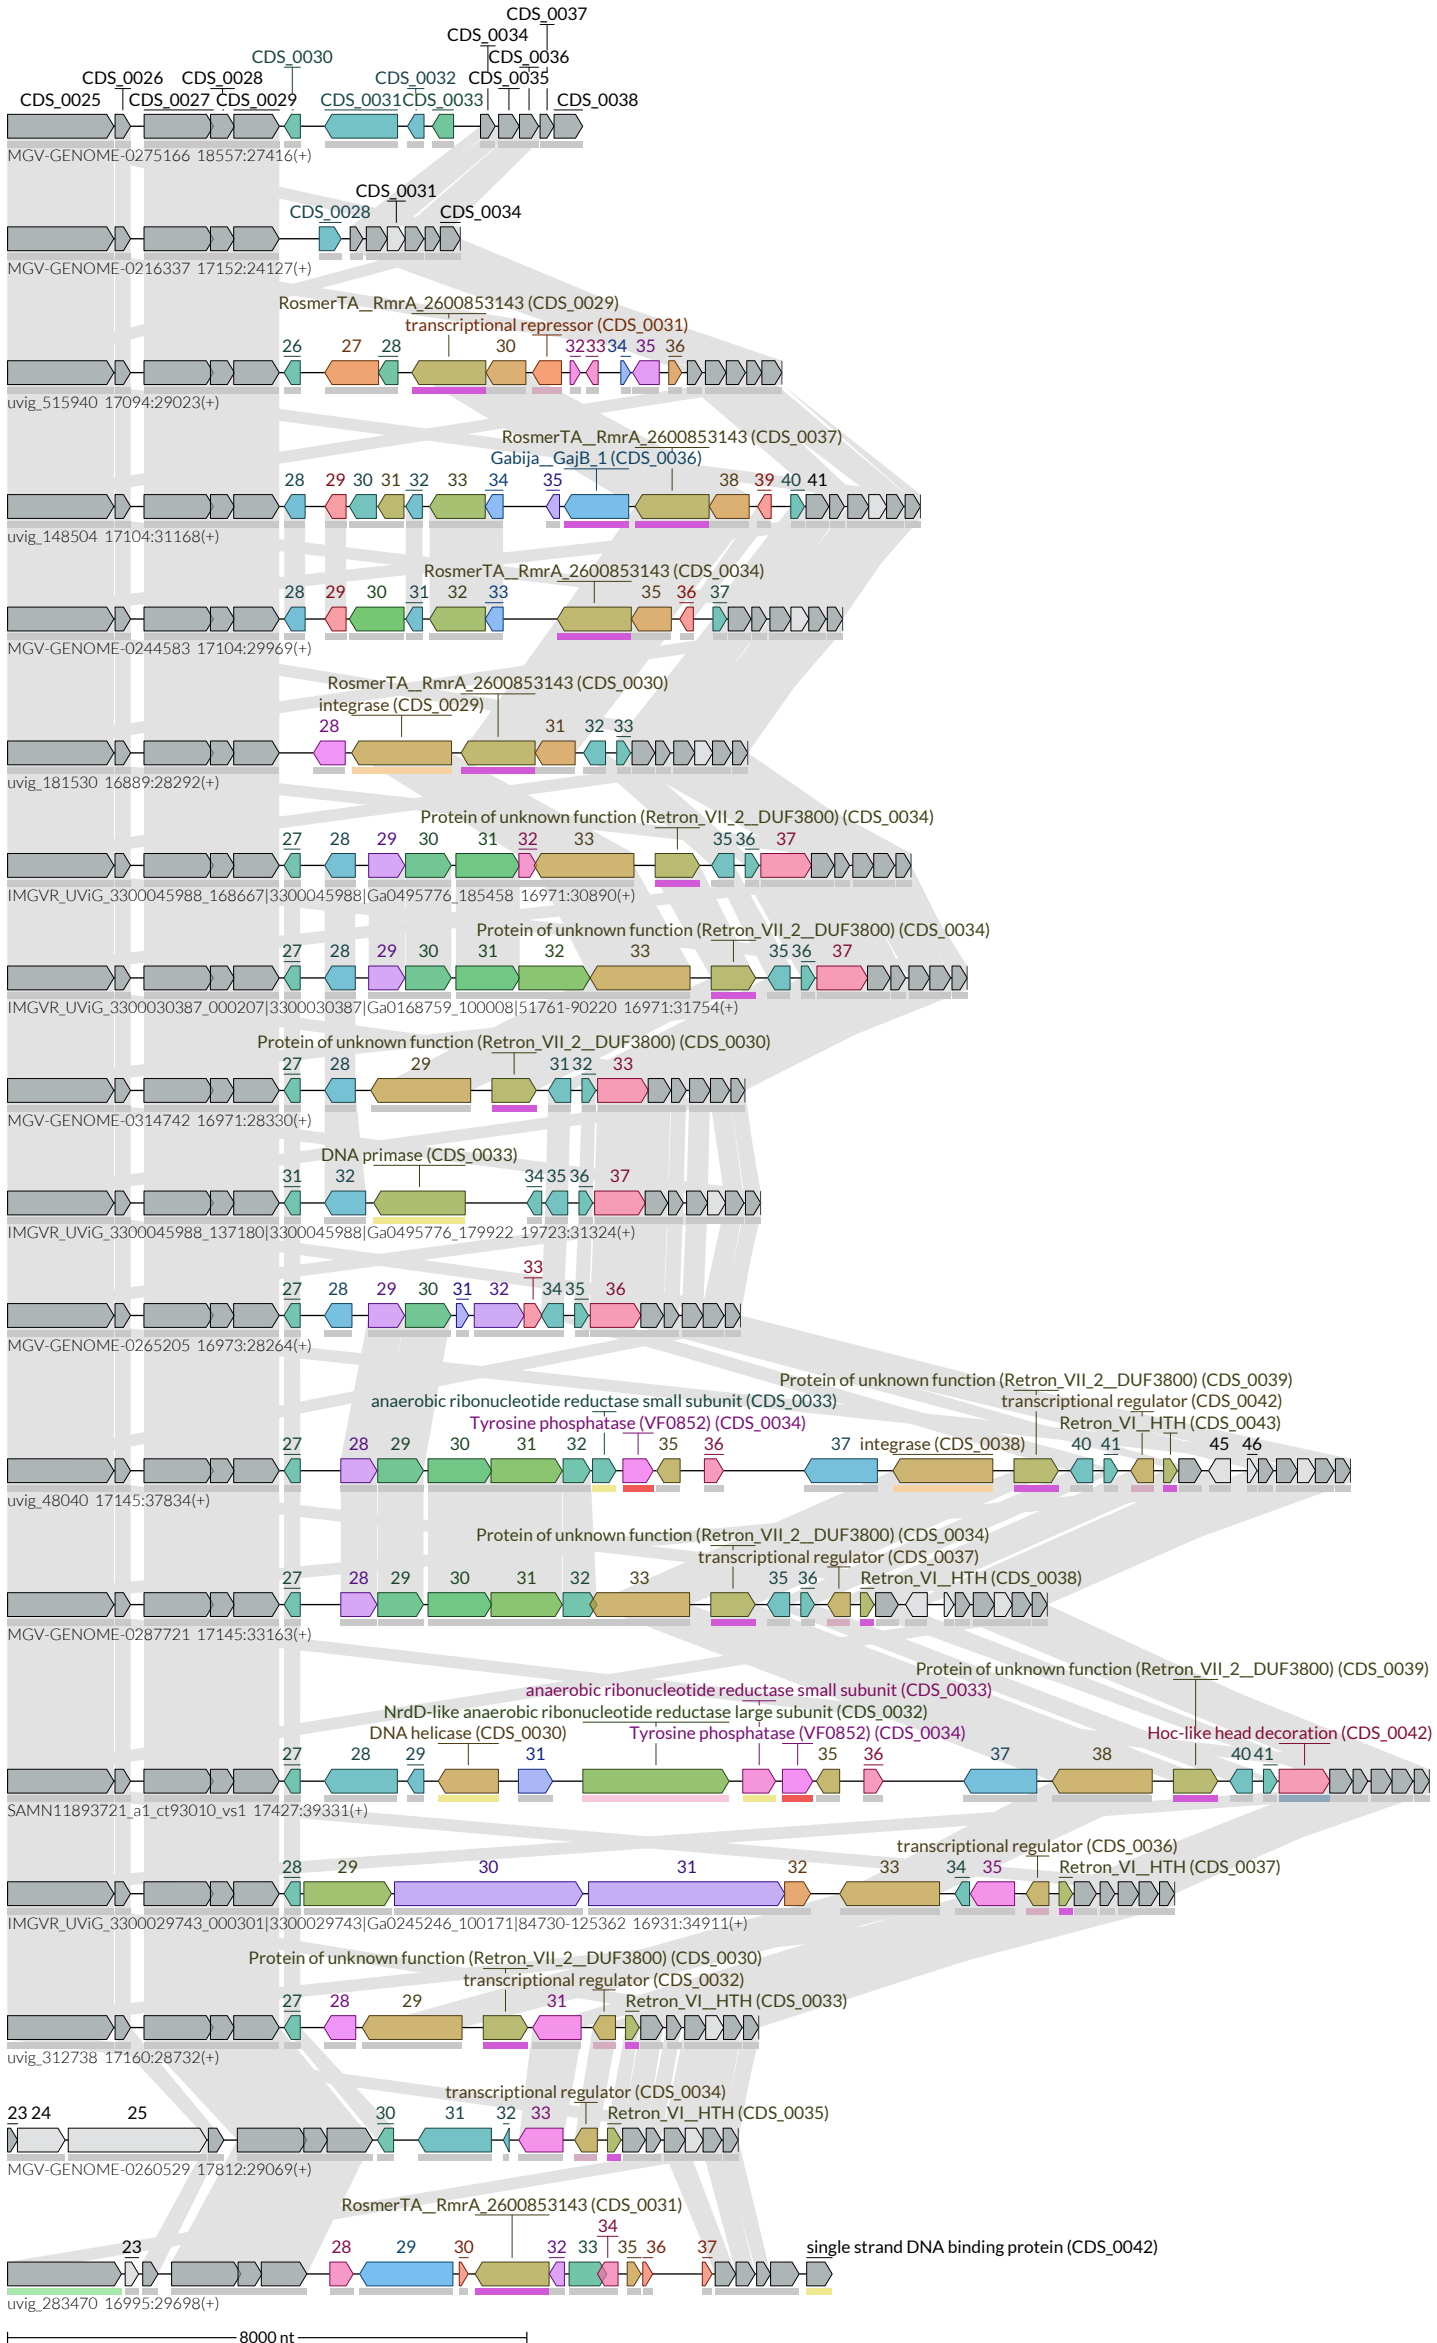 CDS_0037
CDS_0034
CDS_0036
CDS_0030
CDS_0026 CDS_0028 CDS_0032 CDS_0035
CDS_0025 CDS_0027 CDS_0029 CDS_0031 CDS_0033 CDS_0038
MGV-GENOME-0275166 18557:27416(+)
CDS_0031
CDS_0028 CDS_0034
MGV-GENOME-0216337 17152:24127(+)
RosmerTA__RmrA_2600853143 (CDS_0029)
transcriptional repressor (CDS_0031)
26 27 28 30 32 33 34 35 36
uvig_515940 17094:29023(+)
RosmerTA__RmrA_2600853143 (CDS_0037)
Gabija__GajB_1 (CDS_0036)
28 29 30 31 32 33 34 35 38 39 40 41
uvig_148504 17104:31168(+)
RosmerTA__RmrA_2600853143 (CDS_0034)
28 29 30 31 32 33 35 36 37
MGV-GENOME-0244583 17104:29969(+)
RosmerTA__RmrA_2600853143 (CDS_0030)
integrase (CDS_0029)
28 31 32 33
uvig_181530 16889:28292(+)
Protein of unknown function (Retron_VII_2__DUF3800) (CDS_0034)
27 28 29 30 31 32 33 35 36 37
IMGVR_UViG_3300045988_168667|3300045988|Ga0495776_185458 16971:30890(+)
Protein of unknown function (Retron_VII_2__DUF3800) (CDS_0034)
27 28 29 30 31 32 33 35 36 37
IMGVR_UViG_3300030387_000207|3300030387|Ga0168759_100008|51761-90220 16971:31754(+)
Protein of unknown function (Retron_VII_2__DUF3800) (CDS_0030)
27 28 29 31 32 33
MGV-GENOME-0314742 16971:28330(+)
DNA primase (CDS_0033)
31 32 34 35 36 37
IMGVR_UViG_3300045988_137180|3300045988|Ga0495776_179922 19723:31324(+)
33
27 28 29 30 31 32 34 35 36
MGV-GENOME-0265205 16973:28264(+)
Protein of unknown function (Retron_VII_2__DUF3800) (CDS_0039)
anaerobic ribonucleotide reductase small subunit (CDS_0033) transcriptional regulator (CDS_0042)
Tyrosine phosphatase (VF0852) (CDS_0034) Retron_VI__HTH (CDS_0043)
27 28 29 30 31 32 35 36 37 integrase (CDS_0038) 40 41 45 46
uvig_48040 17145:37834(+)
Protein of unknown function (Retron_VII_2__DUF3800) (CDS_0034)
transcriptional regulator (CDS_0037)
27 28 29 30 31 32 33 35 36 Retron_VI__HTH (CDS_0038)
MGV-GENOME-0287721 17145:33163(+)
Protein of unknown function (Retron_VII_2__DUF3800) (CDS_0039)
anaerobic ribonucleotide reductase small subunit (CDS_0033)
NrdD-like anaerobic ribonucleotide reductase large subunit (CDS_0032)
DNA helicase (CDS_0030) Tyrosine phosphatase (VF0852) (CDS_0034) Hoc-like head decoration (CDS_0042)
27 28 29 31 35 36 37 38 40 41
SAMN11893721_a1_ct93010_vs1 17427:39331(+)
transcriptional regulator (CDS_0036)
28 29 30 31 32 33 34 35 Retron_VI__HTH (CDS_0037)
IMGVR_UViG_3300029743_000301|3300029743|Ga0245246_100171|84730-125362 16931:34911(+)
Protein of unknown function (Retron_VII_2__DUF3800) (CDS_0030)
transcriptional regulator (CDS_0032)
27 28 29 31 Retron_VI__HTH (CDS_0033)
uvig_312738 17160:28732(+)
transcriptional regulator (CDS_0034)
23 24 25 30 31 32 33 Retron_VI__HTH (CDS_0035)
MGV-GENOME-0260529 17812:29069(+)
RosmerTA__RmrA_2600853143 (CDS_0031)
34
23 28 29 30 32 33 35 36 37 single strand DNA binding protein (CDS_0042)
uvig_283470 16995:29698(+)
8000 nt